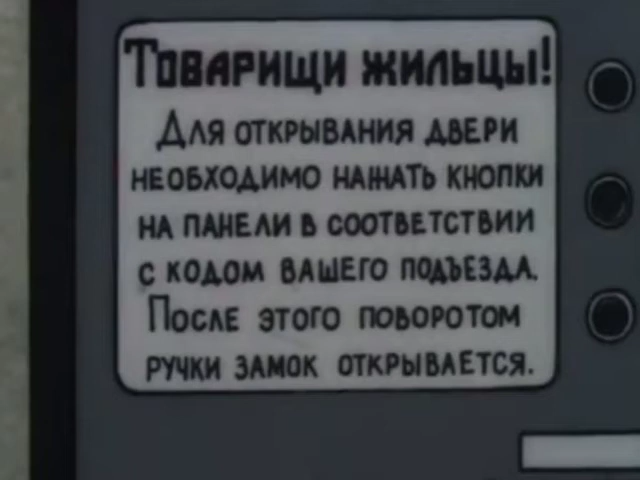 Товарищи жильцы!
Для открывания двери
необходимо нажать кнопки
на панели в соответствии
с кодом вашего подъезда.
После этого поворотом
ручки замок открывается.